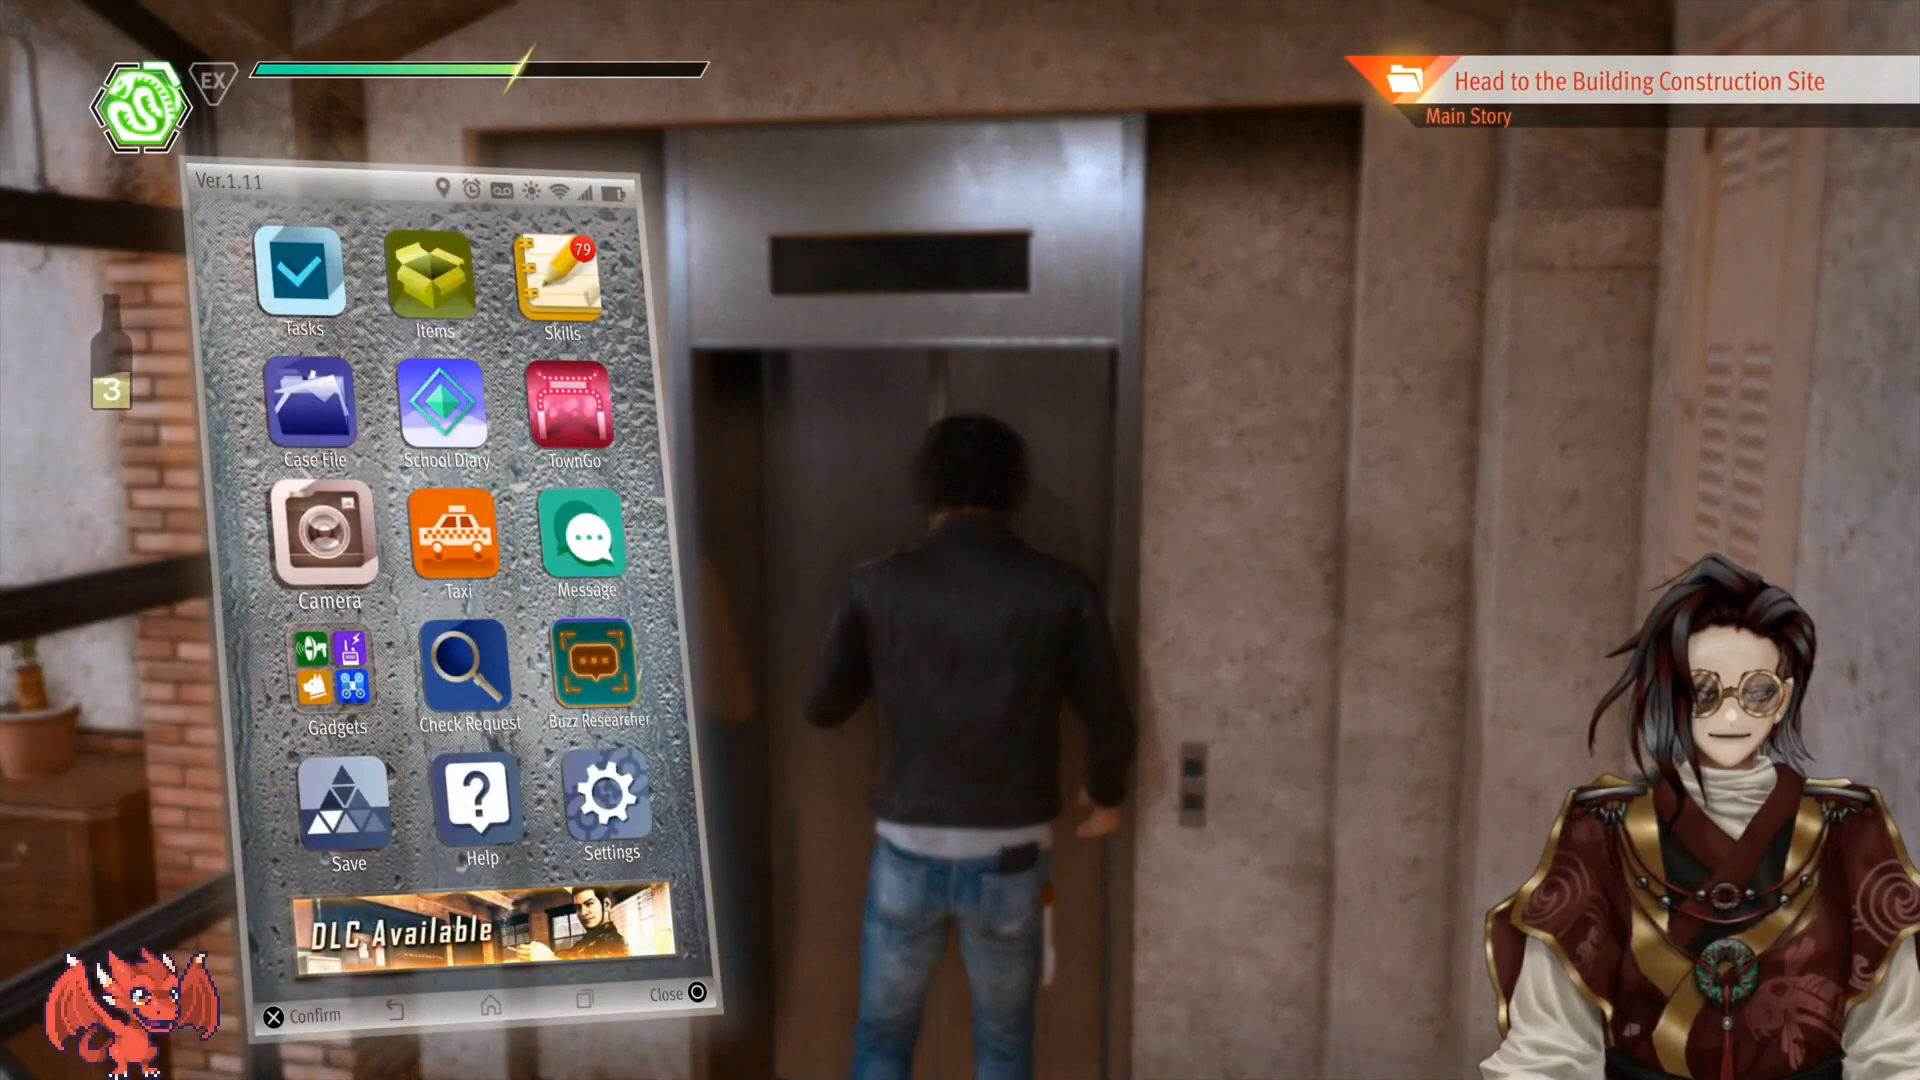 EX
Head to the Building Construction Site
Main Story
Ver.1.11
79
Tasks
Items
Skills
3
Case File
School Diary
TownGo
Camera
Taxi
Message
Gadgets
Check Request
Buzz Researcher
Save
Help
Settings
DLC Available
Confirm
Close